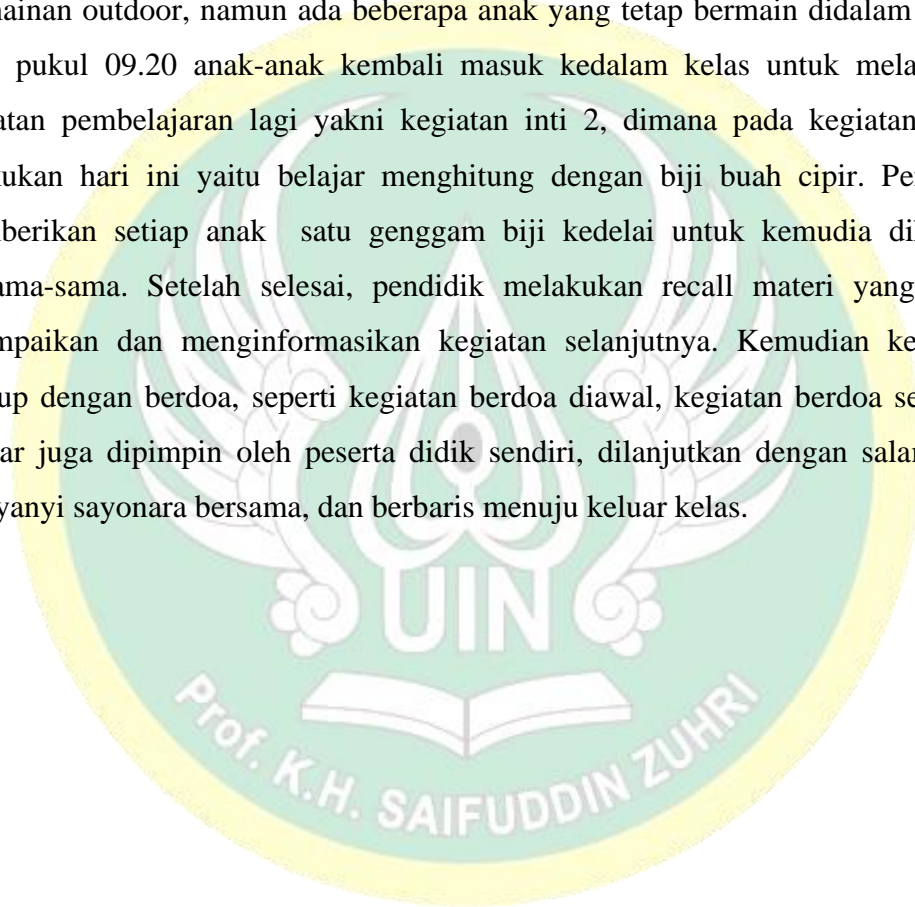 nainan outdoor, namun ada beberapa anak yang tetap bermain didalam
pukul 09.20 anak-anak kembali masuk kedalam kelas untuk mela
atan pembelajaran lagi yakni kegiatan inti 2, dimana pada kegiatan
ukan hari ini yaitu belajar menghitung dengan biji buah cipir. Pe
berikan setiap anak satu genggam biji kedelai untuk kemudia di
ama-sama. Setelah selesai, pendidik melakukan recall materi yang
mpaikan dan menginformasikan kegiatan selanjutnya. Kemudian ke
up dengan berdoa, seperti kegiatan berdoa diawal, kegiatan berdoa se
ar juga dipimpin oleh peserta didik sendiri, dilanjutkan dengan salar
yanyi sayonara bersama, dan berbaris menuju keluar kelas.
UIN
Prof. K.H. SAIFUDDIN ZUHRI